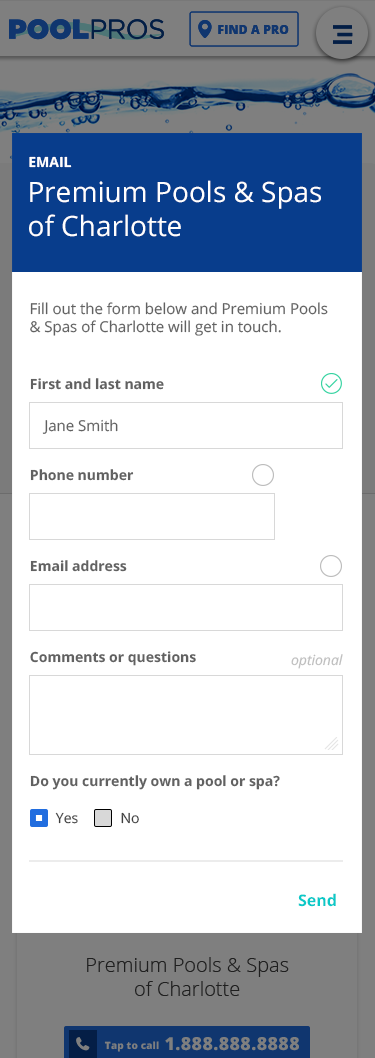 POOLPROS
FIND A PRO
EMAIL
Premium Pools & Spas
of Charlotte
Fill out the form below and Premium Pools
& Spas of Charlotte will get in touch.
First and last name
Jane Smith
Phone number
Email address
Comments or questions
optional
Do you currently own a pool or spa?
Yes No
Send
Premium Pools & Spas
of Charlotte
Tap to call 1.888.888.8888